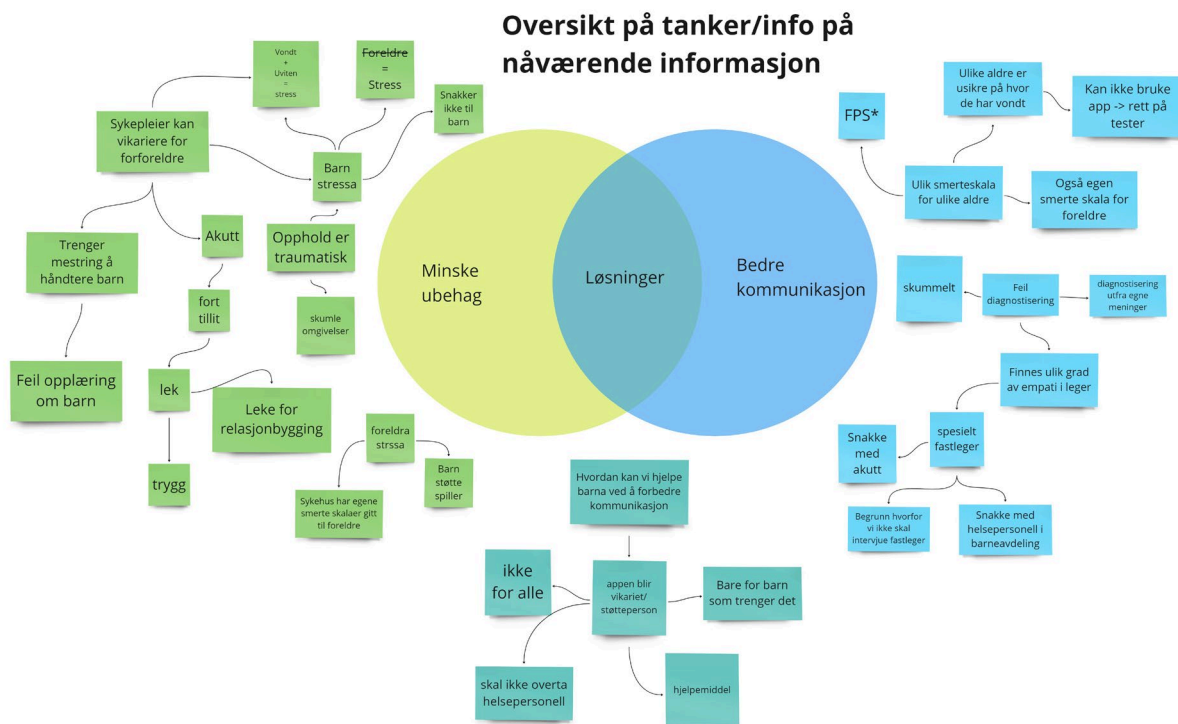 Oversikt på tanker/info på
nåværende informasjon
Vondt
+
Uviten
=
stress
Foreldre
=
Stress
Snakker
ikke til
barn
Sykepleier kan
vikariere for
forforeldre
Barn
stressa
Trenger
mestring å
håndtere barn
Akutt
Opphold er
traumatisk
fort
tillit
skumle
omgivelser
Feil opplæring
om barn
lek
Leke for
relasjonbygging
trygg
foreldra
strssa
Barn
støtte
spiller
Sykehus har egene
smerte skalaer gitt
til foreldre
Minske
ubehag
Løsninger
Bedre
kommunikasjon
Hvordan kan vi hjelpe
barna ved å forbedre
kommunikasjon
ikke
for alle
appen blir
vikariet/
støtteperson
Bare for barn
som trenger det
skal ikke overta
helsepersonell
hjelpemiddel
Ulike aldre er
usikre på hvor
de har vondt
Kan ikke bruke
app -> rett på
tester
FPS*
Ulik smerteskala
for ulike aldre
Også egen
smerte skala for
foreldre
skummelt
Feil
diagnostisering
diagnostisering
utfra egne
meninger
Finnes ulik grad
av empati i leger
Snakke
med
akutt
spesielt
fastleger
Begrunn hvorfor
vi ikke skal
intervjue fastleger
Snakke med
helsepersonell i
barneavdeling